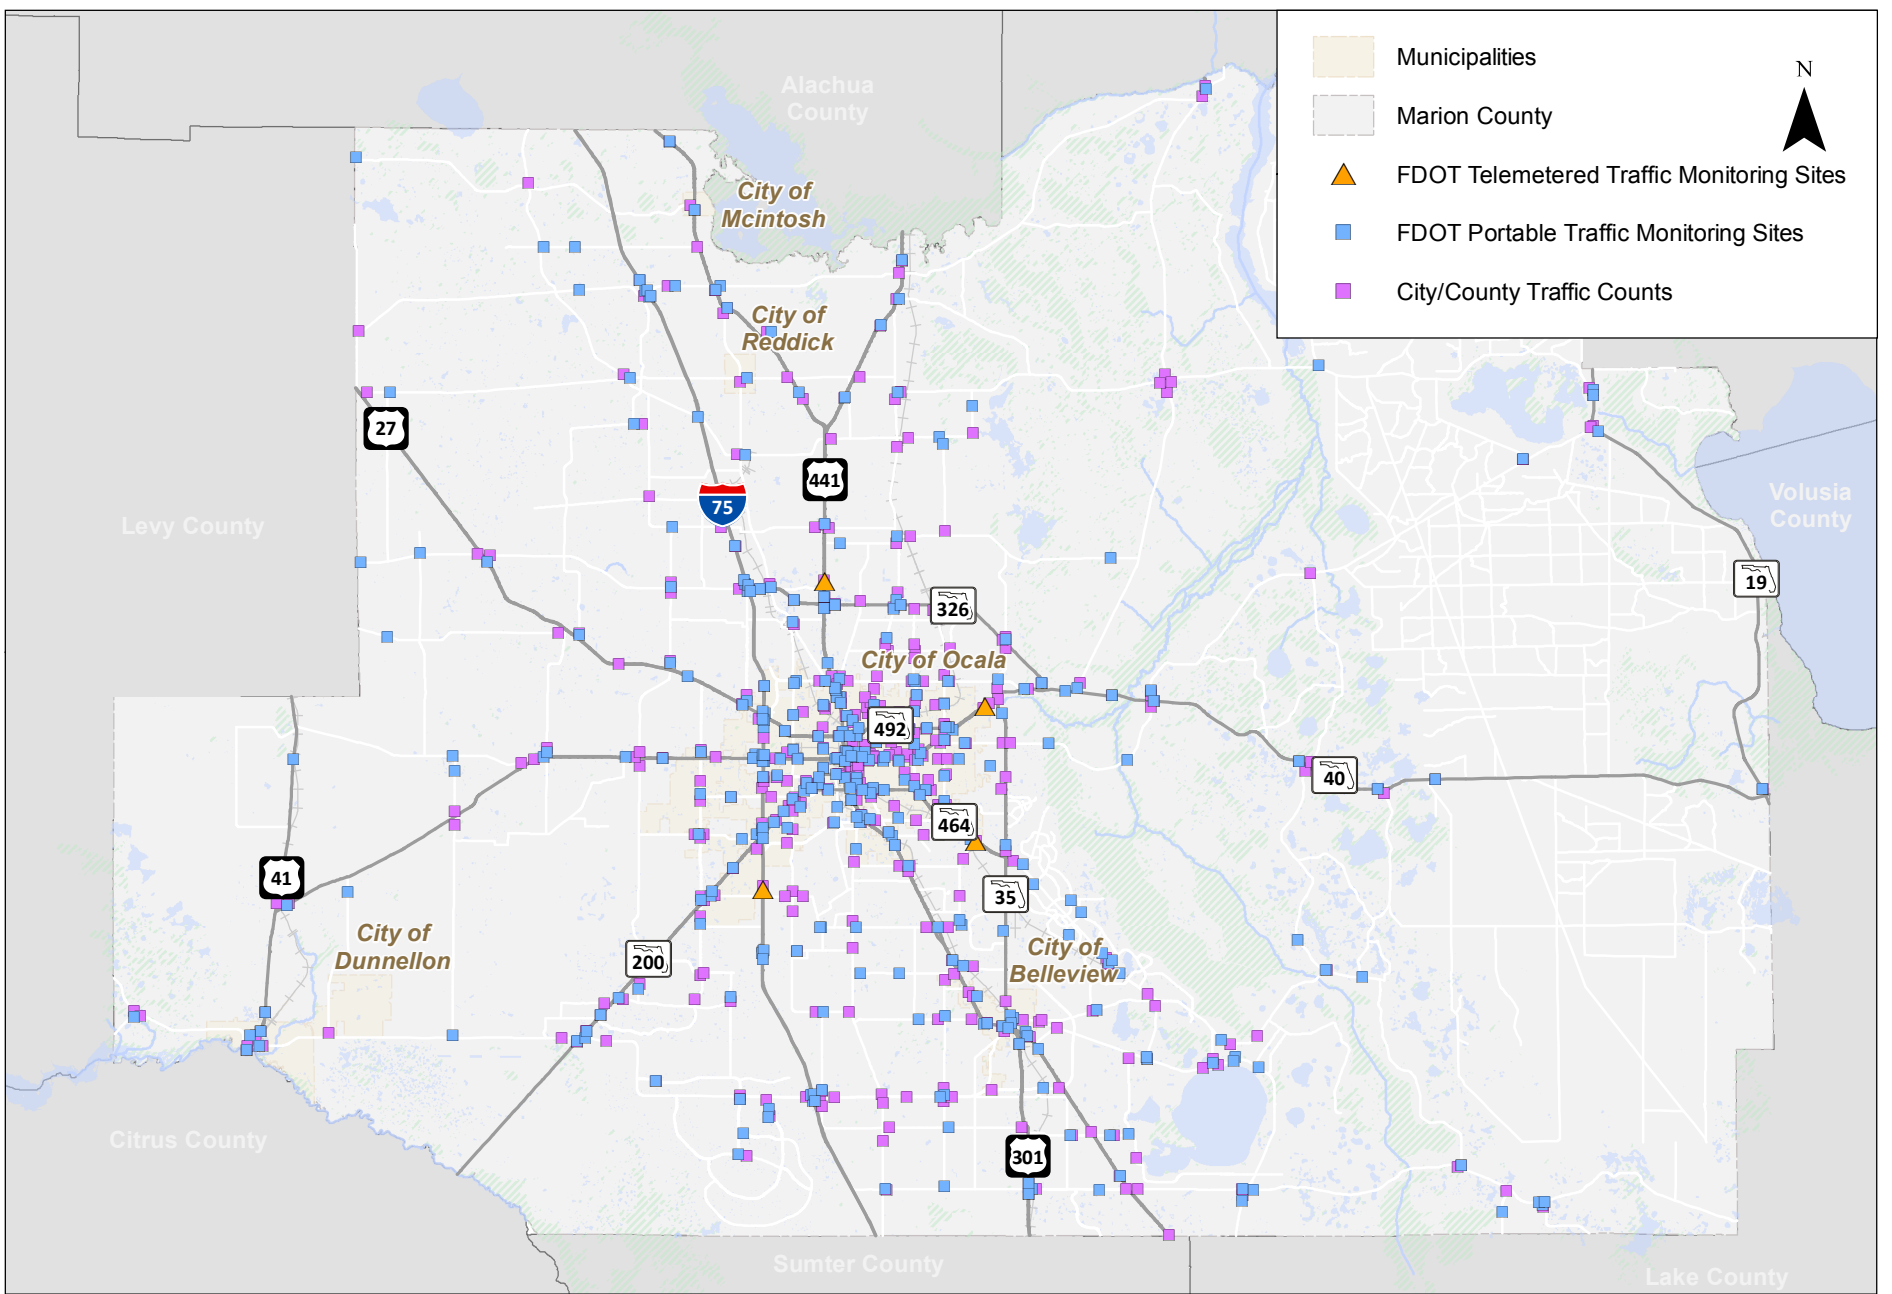 Municipalities
Marion County
FDOT Telemetered Traffic Monitoring Sites
FDOT Portable Traffic Monitoring Sites
City/County Traffic Counts
N
Alachua
County
City of
Mcintosh
City of
Reddick
27
441
75
Levy County
Volusia
County
19
326
City of Ocala
492
40
464
41
35
City of
Dunnellon
200
City of
Belleview
Citrus County
301
Sumter County
Lake County